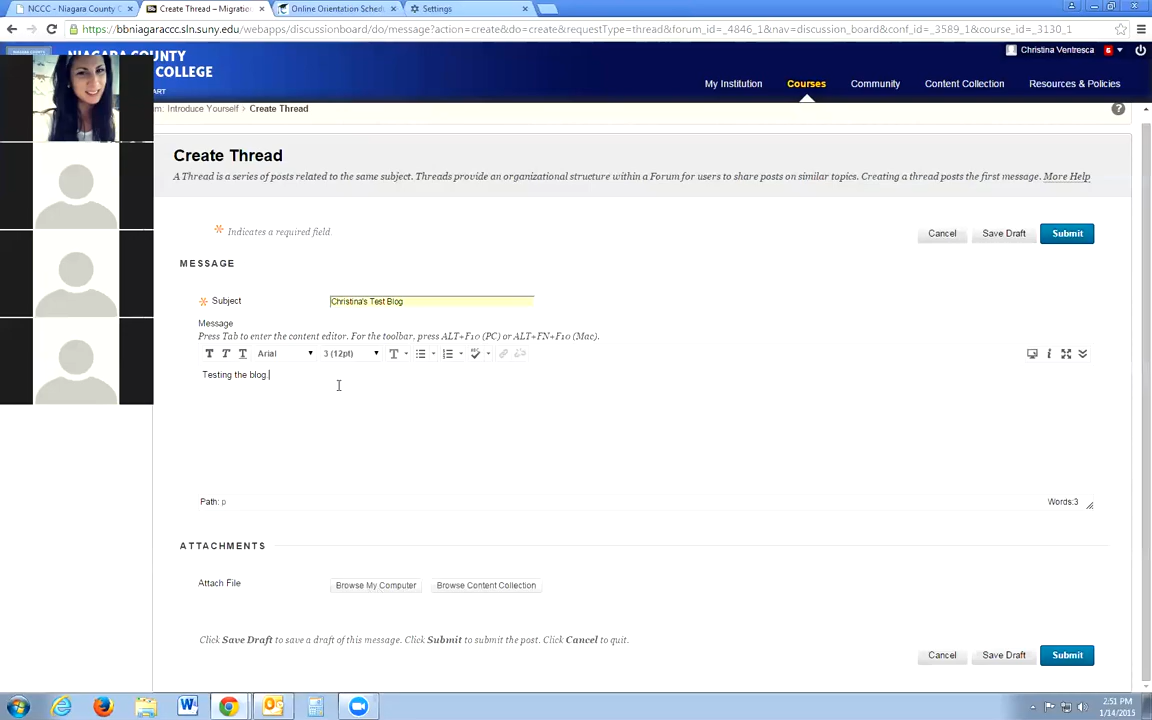 NCCC - Niagara County C
Create Thread – Migration
Online Orientation Sched
Settings
https://bbniagaraccc.sln.suny.edu/webapps/discussionboard/do/message?action=create&do=create&requestType=thread&forum_id=_4846_1&nav=discussion_board&conf_id=_3589_1&course_id=_3130_1
NIAGARA COUNTY
COLLEGE
ART
Christina Ventresca
6
My Institution
Courses
Community
Content Collection
Resources & Policies
m: Introduce Yourself > Create Thread
Create Thread
A Thread is a series of posts related to the same subject. Threads provide an organizational structure within a Forum for users to share posts on similar topics. Creating a thread posts the first message. More Help
Indicates a required field.
Cancel
Save Draft
Submit
MESSAGE
Subject
Christina's Test Blog
Message
Press Tab to enter the content editor. For the toolbar, press ALT+F10 (PC) or ALT+FN+F10 (Mac).
T T T Arial 3 (12pt) T
Testing the blog.
Path: p
Words:3
ATTACHMENTS
Attach File
Browse My Computer
Browse Content Collection
Click Save Draft to save a draft of this message. Click Submit to submit the post. Click Cancel to quit.
Cancel
Save Draft
Submit
2:51 PM
1/14/2015